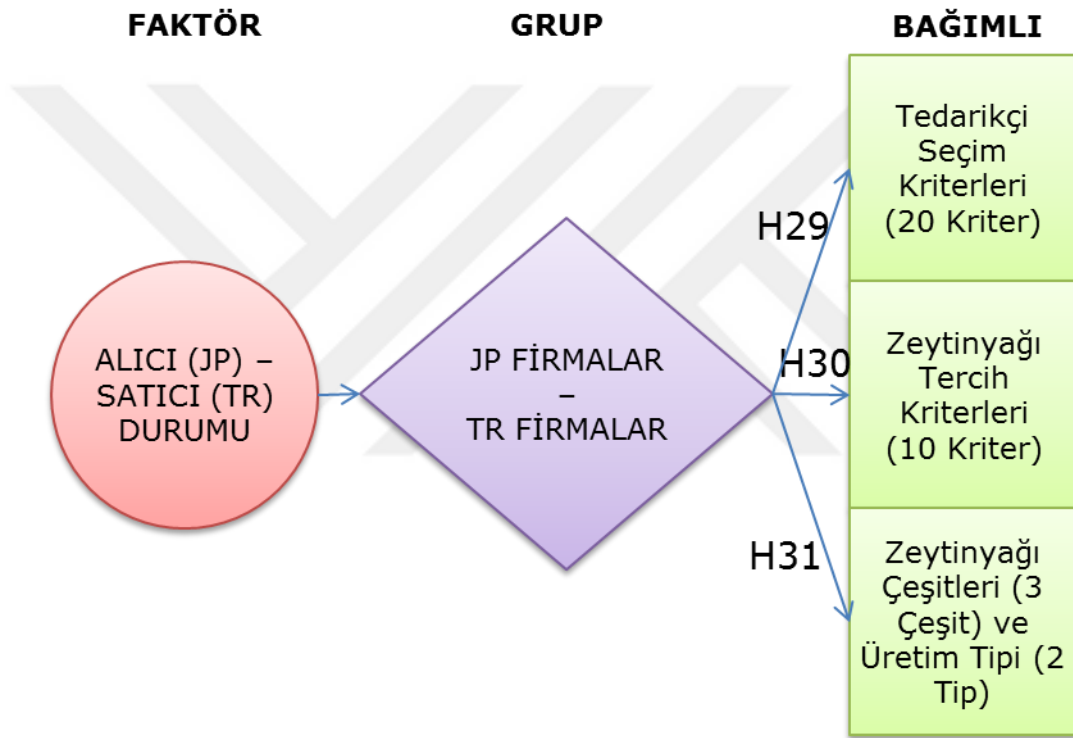 FAKTÖR
GRUP
BAĞIMLI
ALICI (JP) –
SATICI (TR)
DURUMU
JP FİRMALAR
–
TR FİRMALAR
H29
H30
H31
Tedarikçi
Seçim
Kriterleri
(20 Kriter)
Zeytinyağı
Tercih
Kriterleri
(10 Kriter)
Zeytinyağı
Çeşitleri (3
Çeşit) ve
Üretim Tipi (2
Tip)